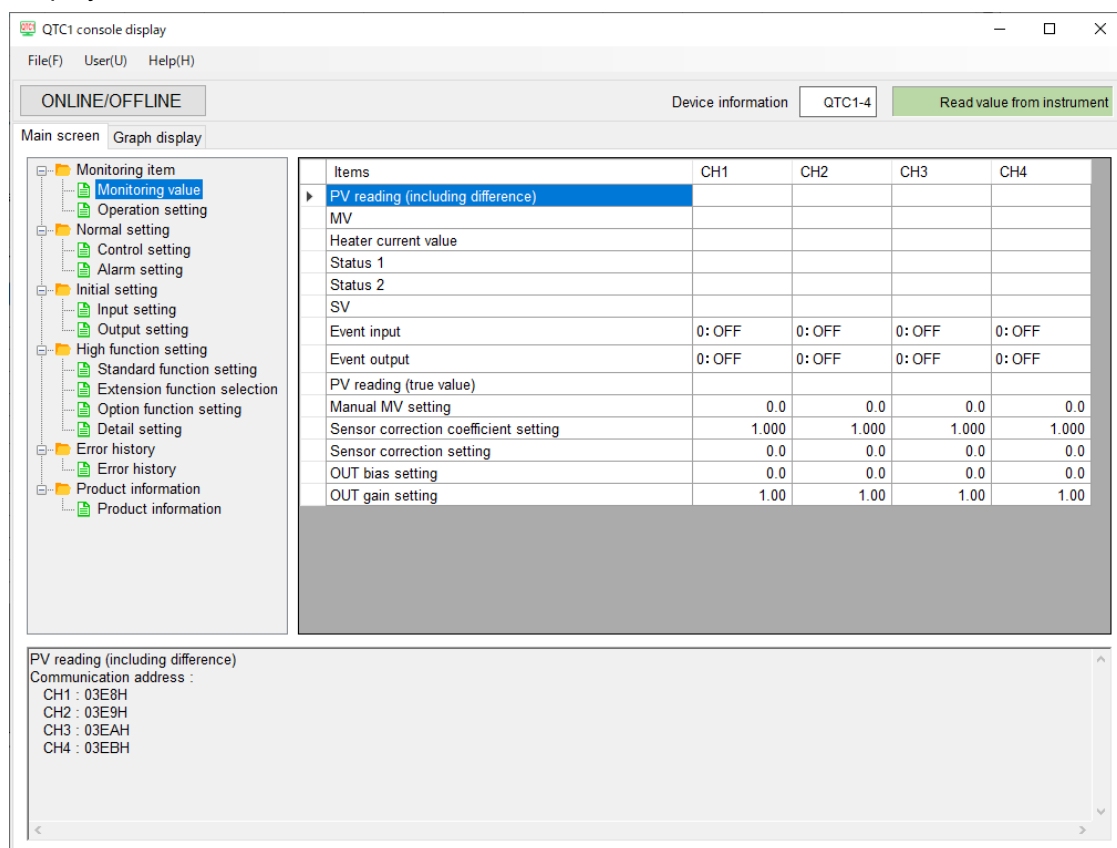 QTC1 console display
File(F) User(U) Help(H)
ONLINE/OFFLINE Device information QTC1-4 Read value from instrument
Main screen Graph display
Monitoring item
Monitoring value
Operation setting
Normal setting
Control setting
Alarm setting
Initial setting
Input setting
Output setting
High function setting
Standard function setting
Extension function selection
Option function setting
Detail setting
Error history
Error history
Product information
Product information
Items CH1 CH2 CH3 CH4
PV reading (including difference)
MV
Heater current value
Status 1
Status 2
SV
Event input 0: OFF 0: OFF 0: OFF 0: OFF
Event output 0: OFF 0: OFF 0: OFF 0: OFF
PV reading (true value)
Manual MV setting 0.0 0.0 0.0 0.0
Sensor correction coefficient setting 1.000 1.000 1.000 1.000
Sensor correction setting 0.0 0.0 0.0 0.0
OUT bias setting 0.0 0.0 0.0 0.0
OUT gain setting 1.00 1.00 1.00 1.00
PV reading (including difference)
Communication address :
CH1 : 03E8H
CH2 : 03E9H
CH3 : 03EAH
CH4 : 03EBH